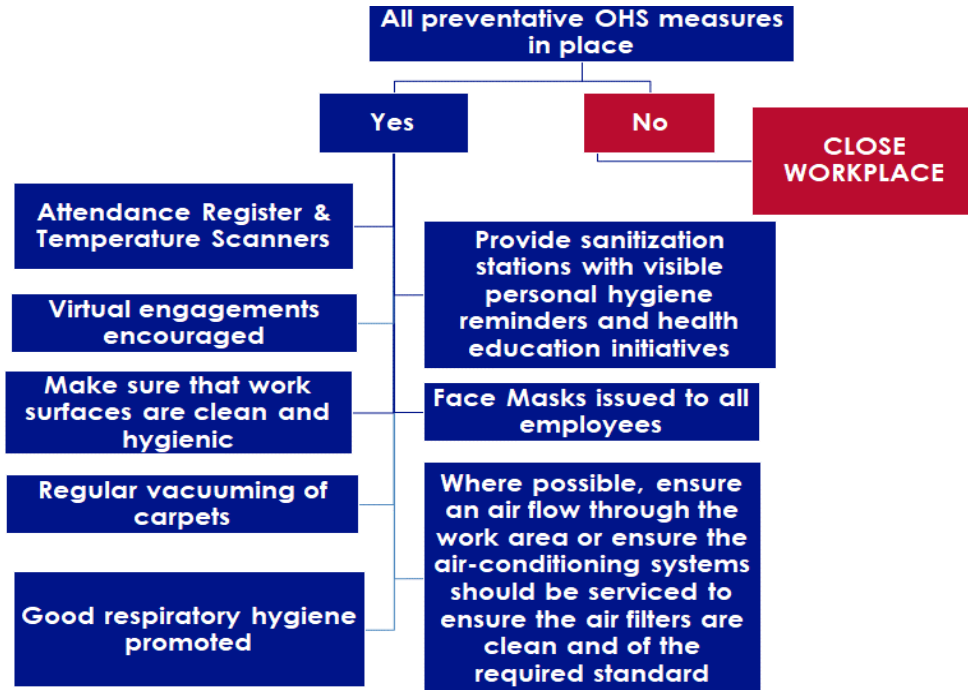 All preventative OHS measures
in place
Yes
No
CLOSE
WORKPLACE
Attendance Register &
Temperature Scanners
Provide sanitization
stations with visible
personal hygiene
reminders and health
education initiatives
Virtual engagements
encouraged
Make sure that work
surfaces are clean and
hygienic
Face Masks issued to all
employees
Regular vacuuming of
carpets
Where possible, ensure
an air flow through the
work area or ensure the
air-conditioning systems
should be serviced to
ensure the air filters are
clean and of the
required standard
Good respiratory hygiene
promoted